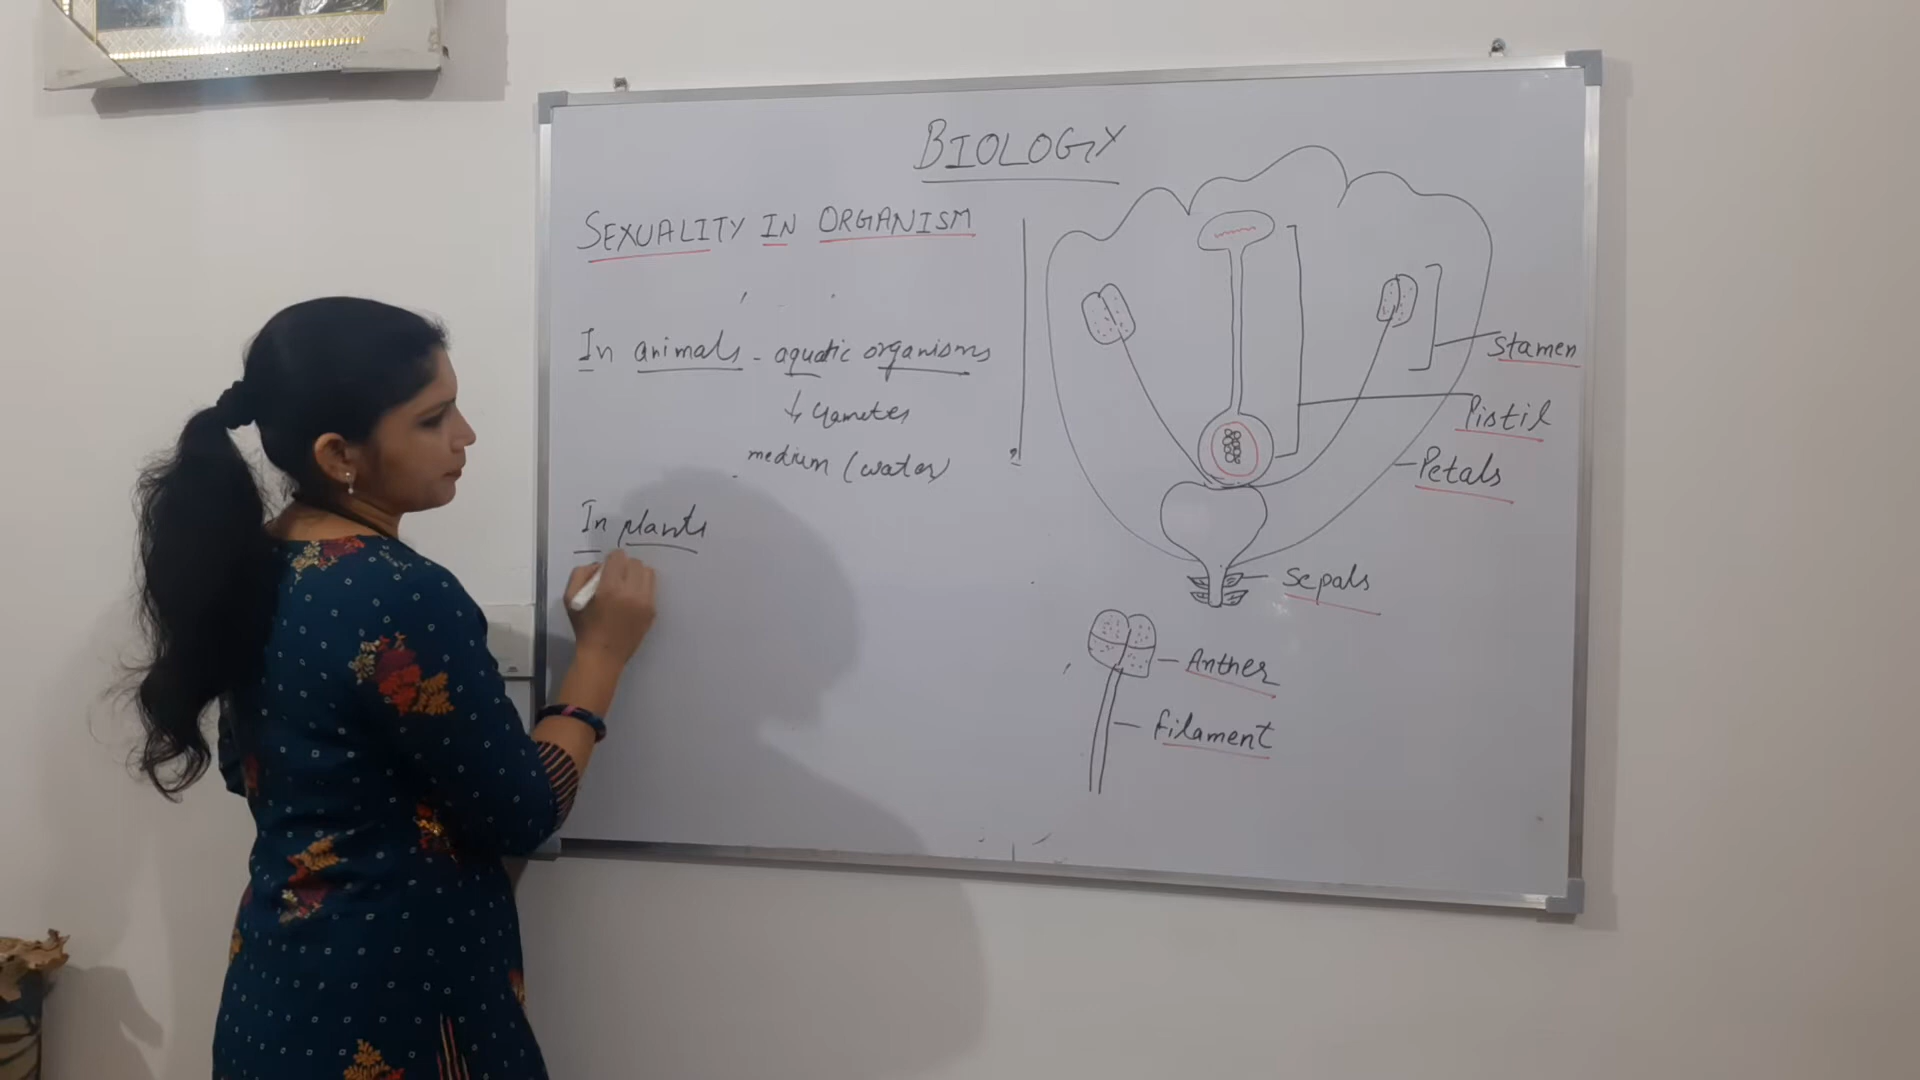 BIOLOGY
SEXUALITY IN ORGANISM
In animals - aquatic organisms
↓ Gametes
medium (water)
In plants
Stamen
Pistil
Petals
Sepals
Anther
Filament